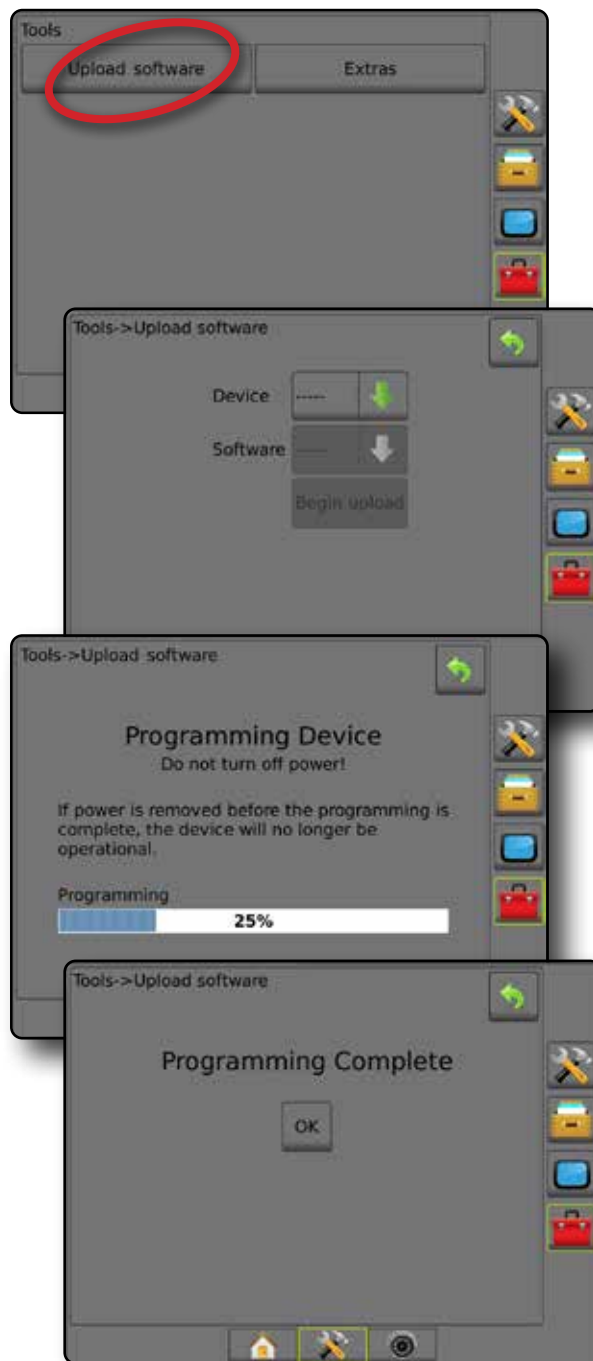 Tools
Upload software
Extras
Tools->Upload software
Device
-----
Software
-----
Begin upload
Tools->Upload software
Programming Device
Do not turn off power!
If power is removed before the programming is
complete, the device will no longer be
operational.
Programming
25%
Tools->Upload software
Programming Complete
OK